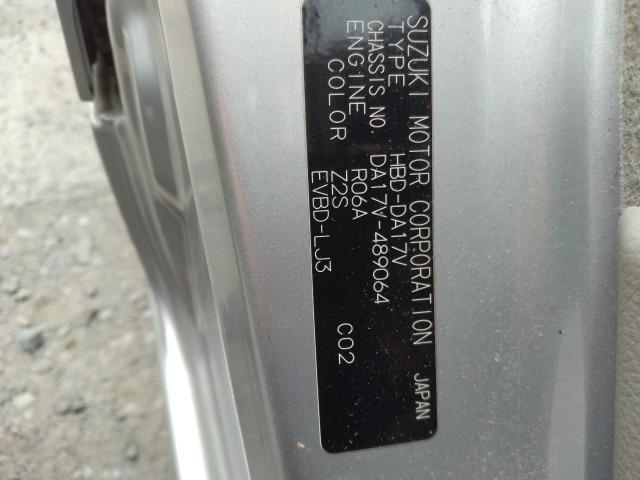 SUZUKI MOTOR CORPORATION JAPAN
TYPE HBD-DA17V
CHASSIS NO. DA17V-489064
ENGINE R06A
COLOR Z2S C02
EVBD-LJ3